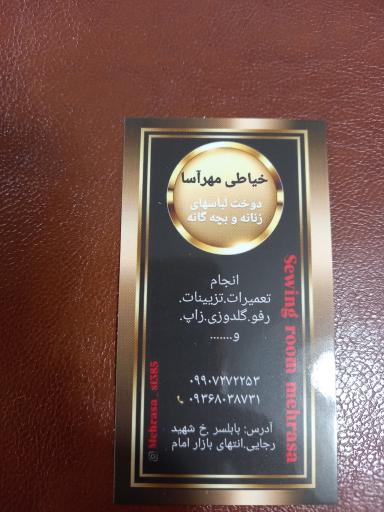 خیاطی مهرآسا
دوخت لباسهای
زنانه و بچه گانه
انجام
تعمیرات.تزیینات.
رفو.گلدوزی.زاپ.
و.......
۰۹۹۰۷۲۷۲۲۵۳
۰۹۳۶۸۰۳۸۷۳۱
آدرس: بابلسر .خ شهید
رجایی.انتهای بازار امام
Sewing room mehrasa
Mehrasa_st385